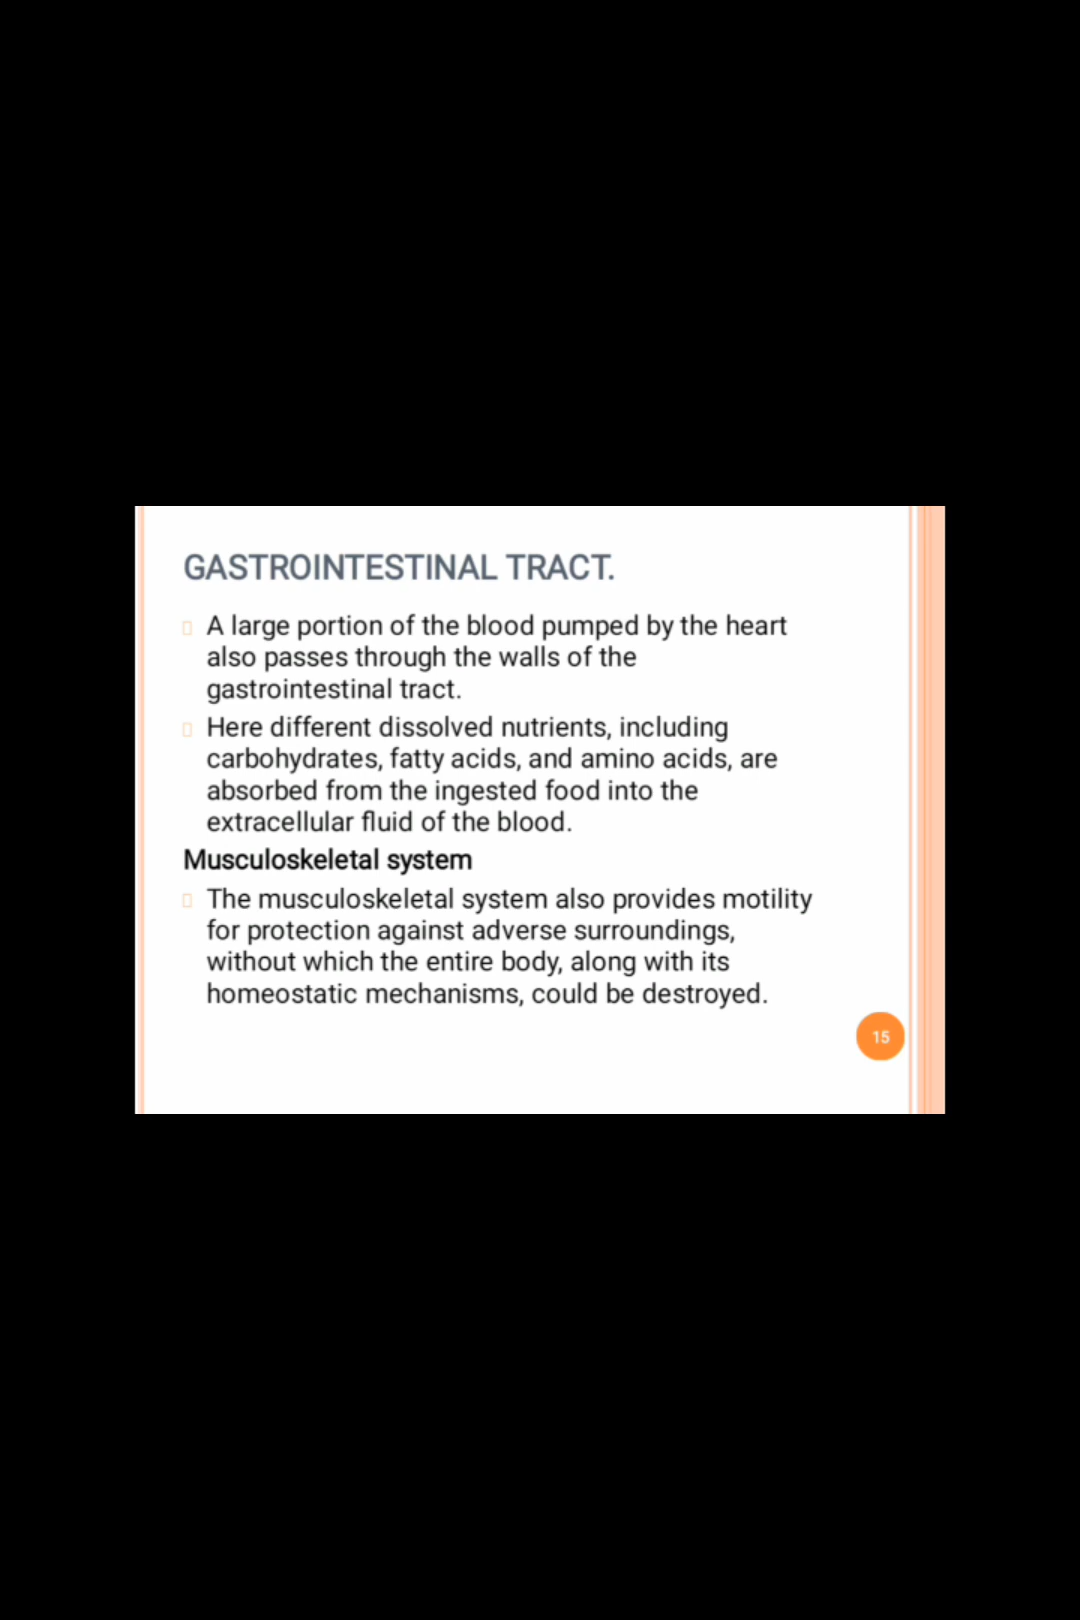 GASTROINTESTINAL TRACT.
A large portion of the blood pumped by the heart
also passes through the walls of the
gastrointestinal tract.
Here different dissolved nutrients, including
carbohydrates, fatty acids, and amino acids, are
absorbed from the ingested food into the
extracellular fluid of the blood.
Musculoskeletal system
The musculoskeletal system also provides motility
for protection against adverse surroundings,
without which the entire body, along with its
homeostatic mechanisms, could be destroyed.
15